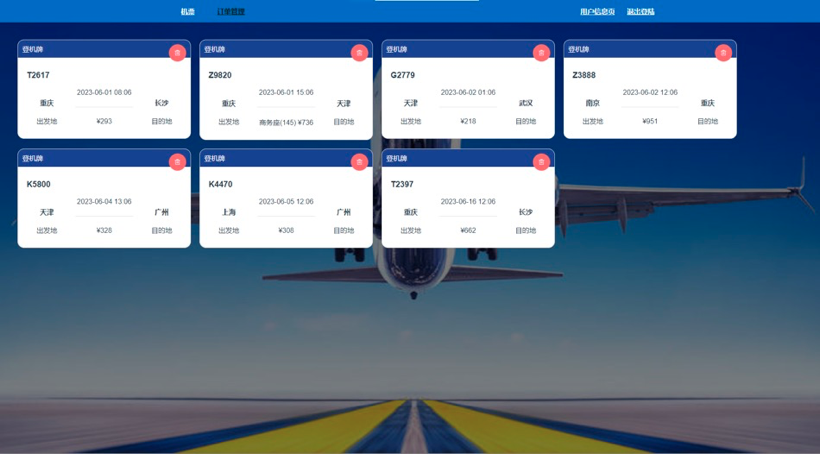 机票 订单管理 用户信息页 退出登陆
登机牌
T2617
2023-06-01 08:06
重庆 长沙
出发地 ¥293 目的地
登机牌
Z9820
2023-06-01 15:06
重庆 天津
出发地 商务座(145) ¥736 目的地
登机牌
G2779
2023-06-02 01:06
天津 武汉
出发地 ¥218 目的地
登机牌
Z3888
2023-06-02 12:06
南京 重庆
出发地 ¥951 目的地
登机牌
K5800
2023-06-04 13:06
天津 广州
出发地 ¥328 目的地
登机牌
K4470
2023-06-05 12:06
上海 广州
出发地 ¥308 目的地
登机牌
T2397
2023-06-16 12:06
重庆 长沙
出发地 ¥662 目的地